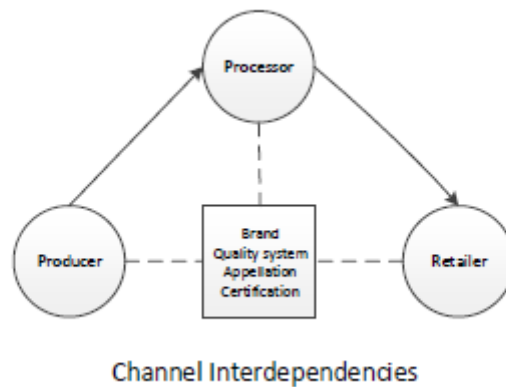 Processor
Producer
Brand
Quality system
Appellation
Certification
Retailer
Channel Interdependencies